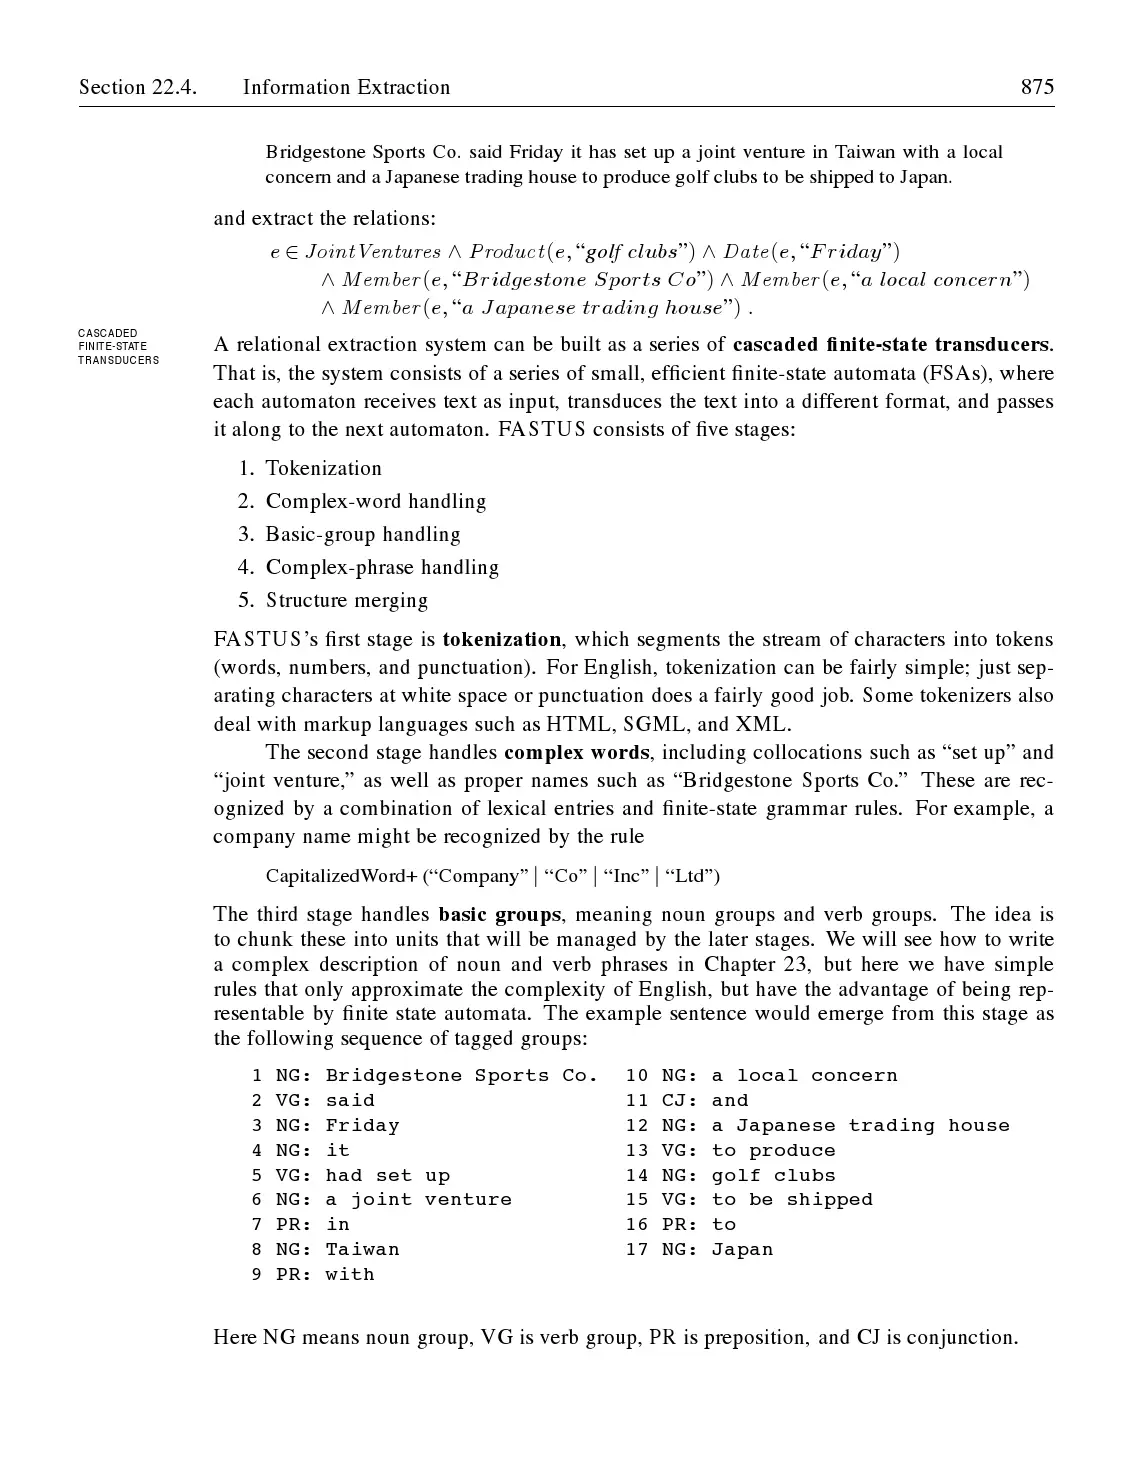 Section 22.4. Information Extraction 875
Bridgestone Sports Co. said Friday it has set up a joint venture in Taiwan with a local
concern and a Japanese trading house to produce golf clubs to be shipped to Japan.
and extract the relations:
e ∈ JointVentures ∧ Product(e, “golf clubs”) ∧ Date(e, “Friday”)
∧ Member(e, “Bridgestone Sports Co”) ∧ Member(e, “a local concern”)
∧ Member(e, “a Japanese trading house”) .
CASCADED
FINITE-STATE
TRANSDUCERS
A relational extraction system can be built as a series of cascaded finite-state transducers.
That is, the system consists of a series of small, efficient finite-state automata (FSAs), where
each automaton receives text as input, transduces the text into a different format, and passes
it along to the next automaton. FASTUS consists of five stages:
1. Tokenization
2. Complex-word handling
3. Basic-group handling
4. Complex-phrase handling
5. Structure merging
FASTUS’s first stage is tokenization, which segments the stream of characters into tokens
(words, numbers, and punctuation). For English, tokenization can be fairly simple; just sep-
arating characters at white space or punctuation does a fairly good job. Some tokenizers also
deal with markup languages such as HTML, SGML, and XML.
The second stage handles complex words, including collocations such as “set up” and
“joint venture,” as well as proper names such as “Bridgestone Sports Co.” These are rec-
ognized by a combination of lexical entries and finite-state grammar rules. For example, a
company name might be recognized by the rule
CapitalizedWord+ (“Company” | “Co” | “Inc” | “Ltd”)
The third stage handles basic groups, meaning noun groups and verb groups. The idea is
to chunk these into units that will be managed by the later stages. We will see how to write
a complex description of noun and verb phrases in Chapter 23, but here we have simple
rules that only approximate the complexity of English, but have the advantage of being rep-
resentable by finite state automata. The example sentence would emerge from this stage as
the following sequence of tagged groups:
1 NG: Bridgestone Sports Co. 10 NG: a local concern
2 VG: said 11 CJ: and
3 NG: Friday 12 NG: a Japanese trading house
4 NG: it 13 VG: to produce
5 VG: had set up 14 NG: golf clubs
6 NG: a joint venture 15 VG: to be shipped
7 PR: in 16 PR: to
8 NG: Taiwan 17 NG: Japan
9 PR: with
Here NG means noun group, VG is verb group, PR is preposition, and CJ is conjunction.